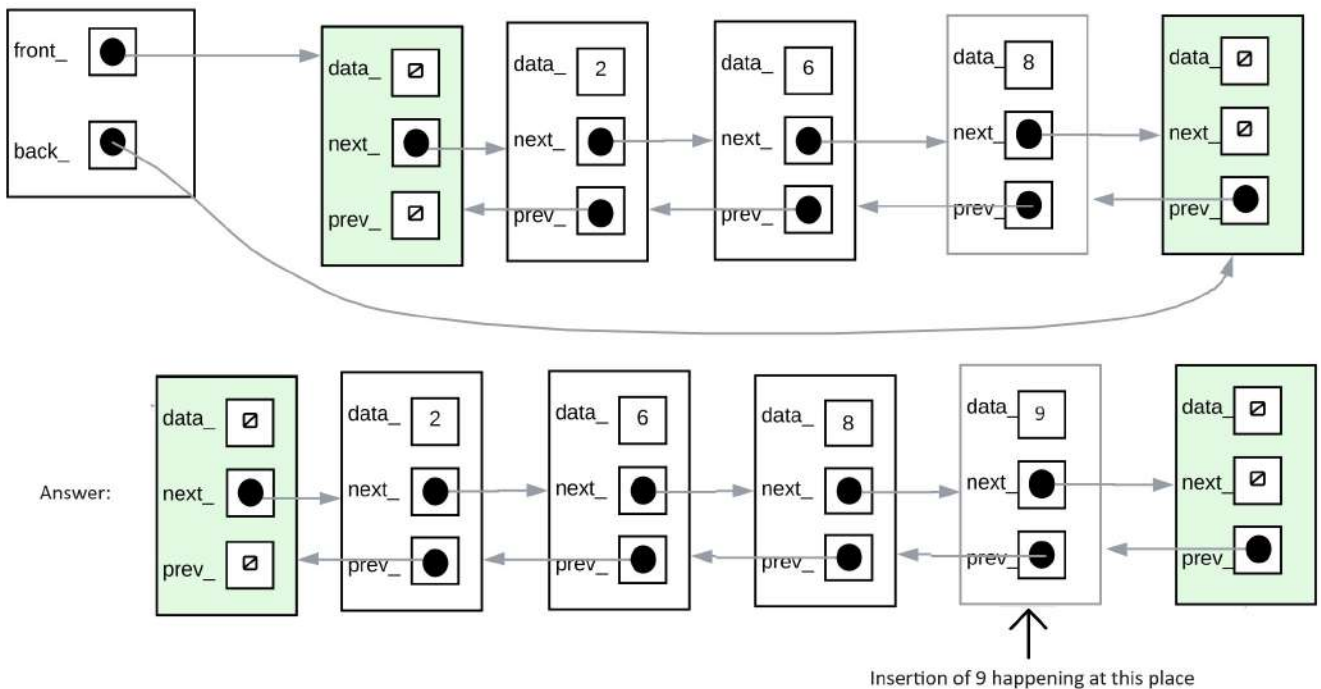 front_
back_
data_
next_
prev_
data_ 2
next_
prev_
data_ 6
next_
prev_
data_ 8
next_
prev_
data_
next_
prev_
Answer:
data_
next_
prev_
data_ 2
next_
prev_
data_ 6
next_
prev_
data_ 8
next_
prev_
data_ 9
next_
prev_
data_
next_
prev_
Insertion of 9 happening at this place